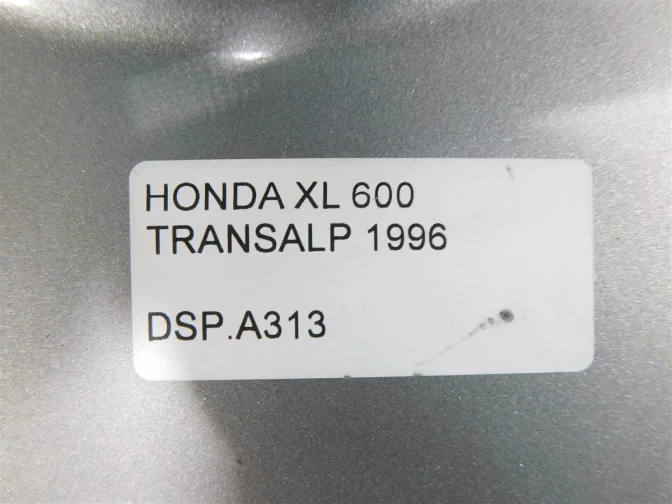 HONDA XL 600
TRANSALP 1996
DSP.A313